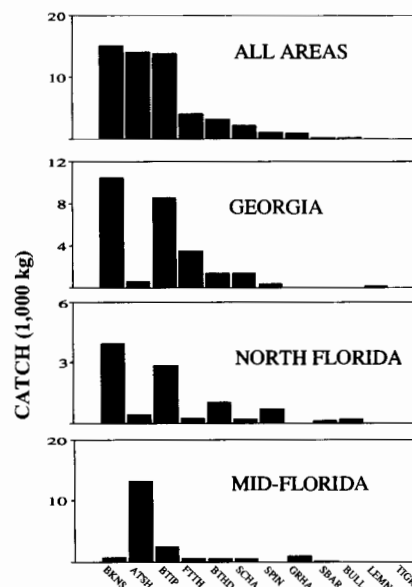 20
10
ALL AREAS
12
8
4
GEORGIA
6
3
NORTH FLORIDA
20
10
MID-FLORIDA
CATCH (1,000 kg)
BKNS ATSH BTIP FTTH BTHD SCHA SPIN GRHA SBAR BULL LEMN